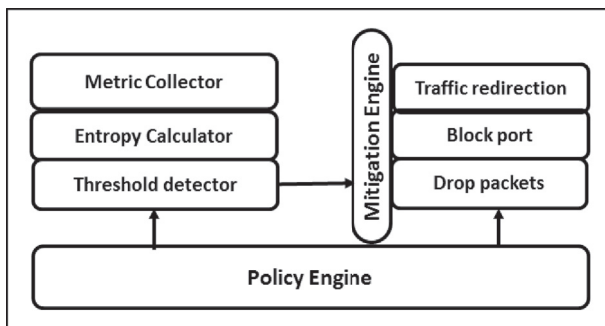 Metric Collector
Entropy Calculator
Threshold detector
Mitigation Engine
Traffic redirection
Block port
Drop packets
Policy Engine